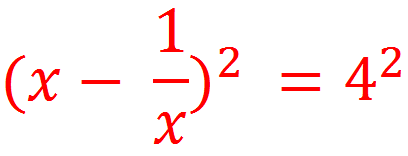 (x − 1/x)² = 4²